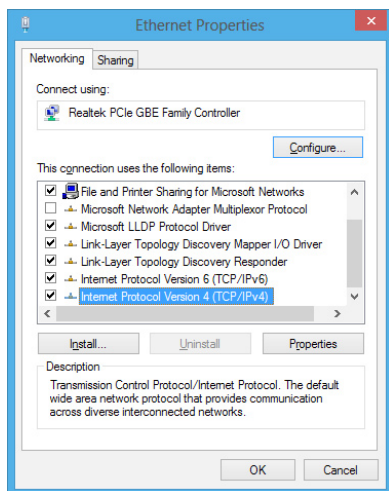 Ethernet Properties
Networking Sharing
Connect using:
Realtek PCIe GBE Family Controller
Configure...
This connection uses the following items:
File and Printer Sharing for Microsoft Networks
Microsoft Network Adapter Multiplexor Protocol
Microsoft LLDP Protocol Driver
Link-Layer Topology Discovery Mapper I/O Driver
Link-Layer Topology Discovery Responder
Internet Protocol Version 6 (TCP/IPv6)
Internet Protocol Version 4 (TCP/IPv4)
Install... Uninstall Properties
Description
Transmission Control Protocol/Internet Protocol. The default
wide area network protocol that provides communication
across diverse interconnected networks.
OK Cancel